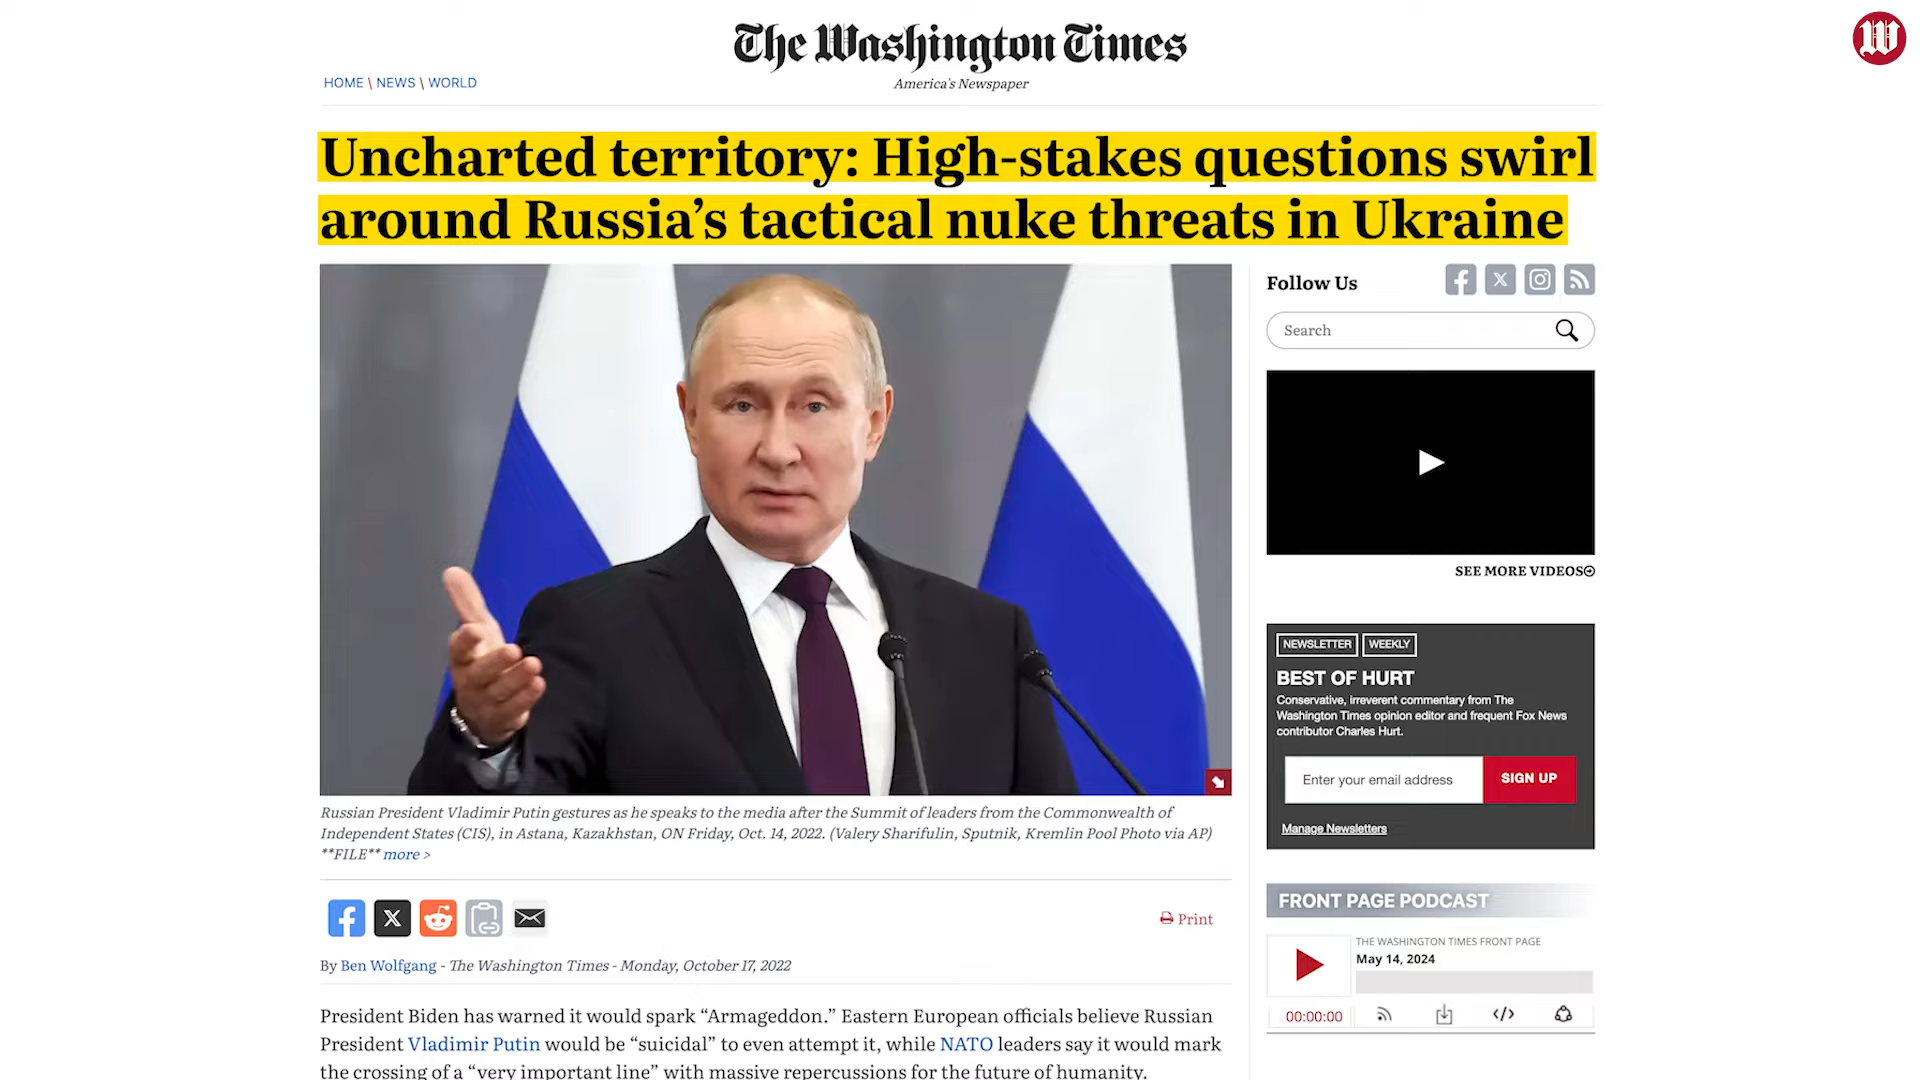 The Washington Times
America's Newspaper
W
HOME \ NEWS \ WORLD
Uncharted territory: High-stakes questions swirl
around Russia’s tactical nuke threats in Ukraine
Follow Us
Search
SEE MORE VIDEOS
NEWSLETTER WEEKLY
BEST OF HURT
Conservative, irreverent commentary from The
Washington Times opinion editor and frequent Fox News
contributor Charles Hurt.
Enter your email address SIGN UP
Manage Newsletters
Russian President Vladimir Putin gestures as he speaks to the media after the Summit of leaders from the Commonwealth of
Independent States (CIS), in Astana, Kazakhstan, ON Friday, Oct. 14, 2022. (Valery Sharifulin, Sputnik, Kremlin Pool Photo via AP)
**FILE** more >
Print
By Ben Wolfgang - The Washington Times - Monday, October 17, 2022
President Biden has warned it would spark “Armageddon.” Eastern European officials believe Russian
President Vladimir Putin would be “suicidal” to even attempt it, while NATO leaders say it would mark
the crossing of a “very important line” with massive repercussions for the future of humanity.
FRONT PAGE PODCAST
THE WASHINGTON TIMES FRONT PAGE
May 14, 2024
00:00:00